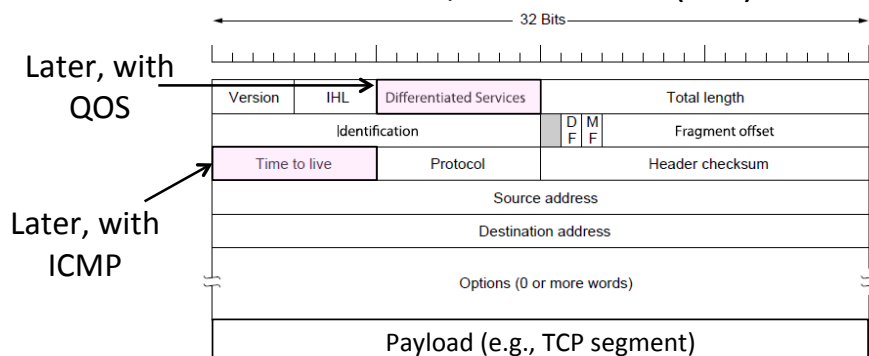 32 Bits
Later, with
QOS
Version IHL Differentiated Services Total length
Identification D F M F Fragment offset
Time to live Protocol Header checksum
Later, with
ICMP
Source address
Destination address
Options (0 or more words)
Payload (e.g., TCP segment)